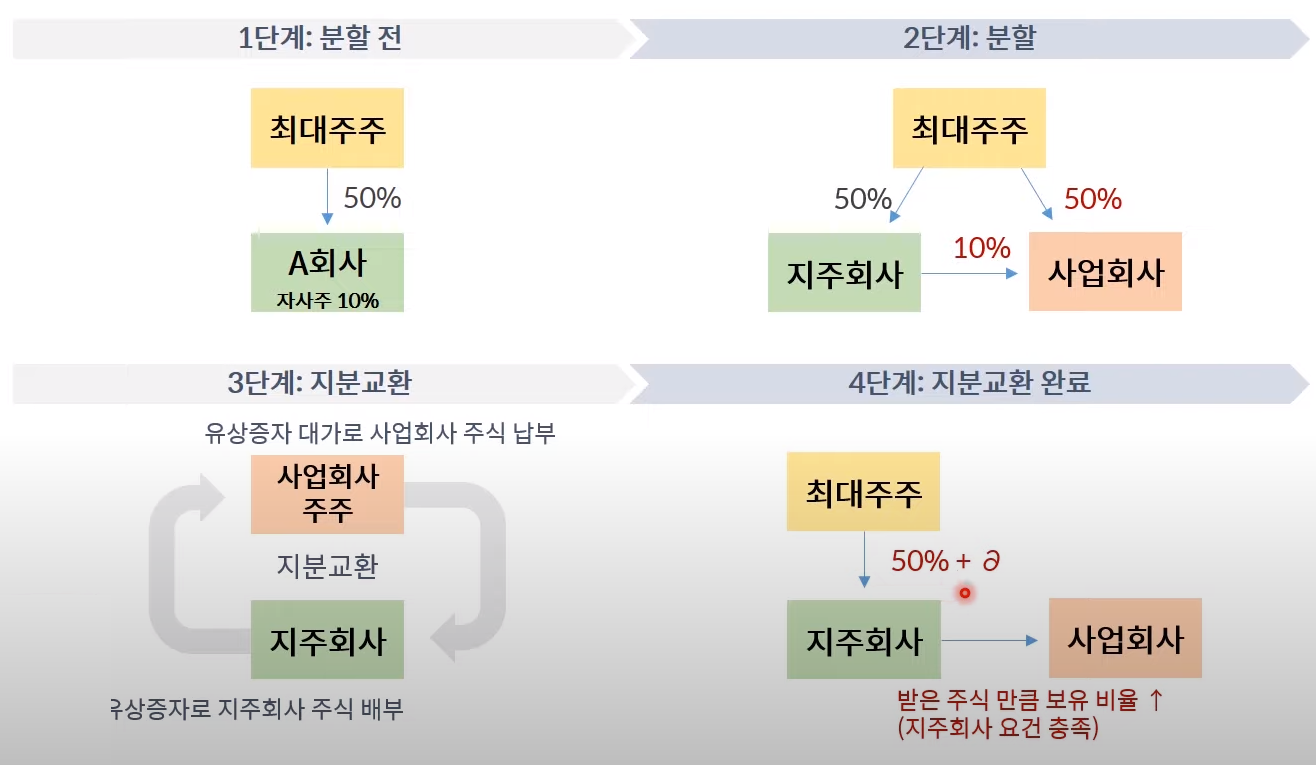 1단계: 분할 전
2단계: 분할
최대주주
50%
A회사
자사주 10%
최대주주
50%
50%
10%
지주회사
사업회사
3단계: 지분교환
4단계: 지분교환 완료
유상증자 대가로 사업회사 주식 납부
사업회사
주주
지분교환
지주회사
유상증자로 지주회사 주식 배부
최대주주
50% + ∂
지주회사
사업회사
받은 주식 만큼 보유 비율 ↑
(지주회사 요건 충족)